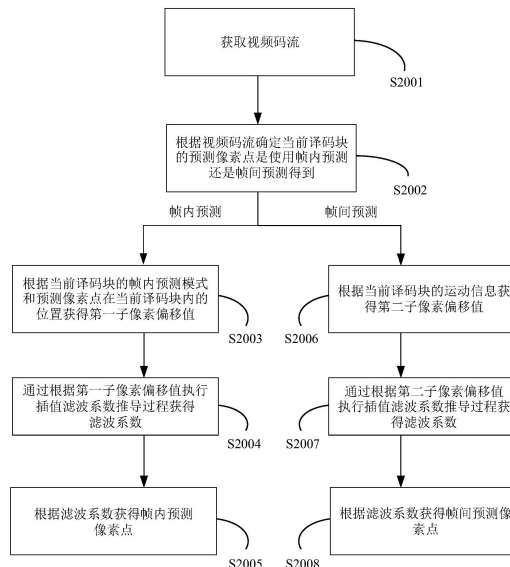 获取视频码流
S2001
根据视频码流确定当前译码块
的预测像素点是使用帧内预测
还是帧间预测得到
S2002
帧内预测
帧间预测
根据当前译码块的帧内预测模式
和预测像素点在当前译码块内的
位置获得第一子像素偏移值
S2003
根据当前译码块的运动信息获
得第二子像素偏移值
S2006
通过根据第一子像素偏移值执行
插值滤波系数推导过程获得
滤波系数
S2004
通过根据第二子像素偏移值
执行插值滤波系数推导过程获
得滤波系数
S2007
根据滤波系数获得帧内预测
像素点
S2005
根据滤波系数获得帧间预测像
素点
S2008